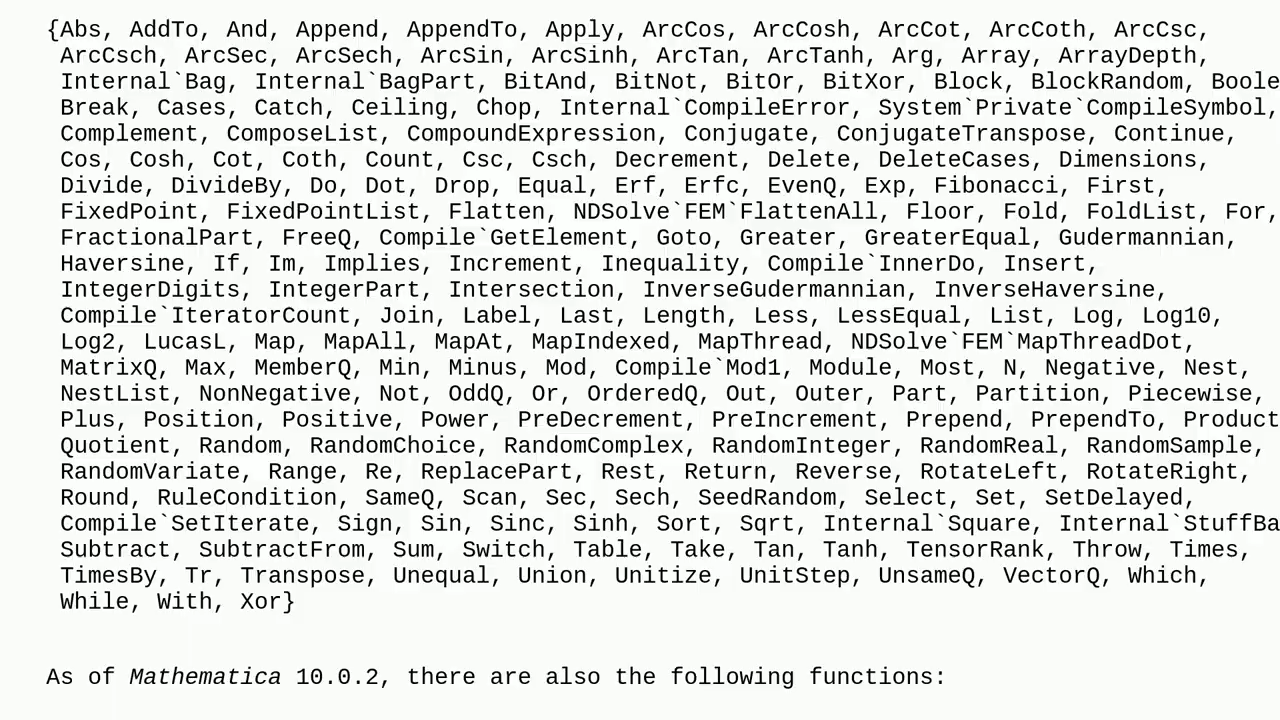 {Abs, AddTo, And, Append, AppendTo, Apply, ArcCos, ArcCosh, ArcCot, ArcCoth, ArcCsc,
ArcCsch, ArcSec, ArcSech, ArcSin, ArcSinh, ArcTan, ArcTanh, Arg, Array, ArrayDepth,
Internal`Bag, Internal`BagPart, BitAnd, BitNot, BitOr, BitXor, Block, BlockRandom, Boole
Break, Cases, Catch, Ceiling, Chop, Internal`CompileError, System`Private`CompileSymbol,
Complement, ComposeList, CompoundExpression, Conjugate, ConjugateTranspose, Continue,
Cos, Cosh, Cot, Coth, Count, Csc, Csch, Decrement, Delete, DeleteCases, Dimensions,
Divide, DivideBy, Do, Dot, Drop, Equal, Erf, Erfc, EvenQ, Exp, Fibonacci, First,
FixedPoint, FixedPointList, Flatten, NDSolve`FEM`FlattenAll, Floor, Fold, FoldList, For,
FractionalPart, FreeQ, Compile`GetElement, Goto, Greater, GreaterEqual, Gudermannian,
Haversine, If, Im, Implies, Increment, Inequality, Compile`InnerDo, Insert,
IntegerDigits, IntegerPart, Intersection, InverseGudermannian, InverseHaversine,
Compile`IteratorCount, Join, Label, Last, Length, Less, LessEqual, List, Log, Log10,
Log2, LucasL, Map, MapAll, MapAt, MapIndexed, MapThread, NDSolve`FEM`MapThreadDot,
MatrixQ, Max, MemberQ, Min, Minus, Mod, Compile`Mod1, Module, Most, N, Negative, Nest,
NestList, NonNegative, Not, OddQ, Or, OrderedQ, Out, Outer, Part, Partition, Piecewise,
Plus, Position, Positive, Power, PreDecrement, PreIncrement, Prepend, PrependTo, Product
Quotient, Random, RandomChoice, RandomComplex, RandomInteger, RandomReal, RandomSample,
RandomVariate, Range, Re, ReplacePart, Rest, Return, Reverse, RotateLeft, RotateRight,
Round, RuleCondition, SameQ, Scan, Sec, Sech, SeedRandom, Select, Set, SetDelayed,
Compile`SetIterate, Sign, Sin, Sinc, Sinh, Sort, Sqrt, Internal`Square, Internal`StuffBa
Subtract, SubtractFrom, Sum, Switch, Table, Take, Tan, Tanh, TensorRank, Throw, Times,
TimesBy, Tr, Transpose, Unequal, Union, Unitize, UnitStep, UnsameQ, VectorQ, Which,
While, With, Xor}
As of Mathematica 10.0.2, there are also the following functions: